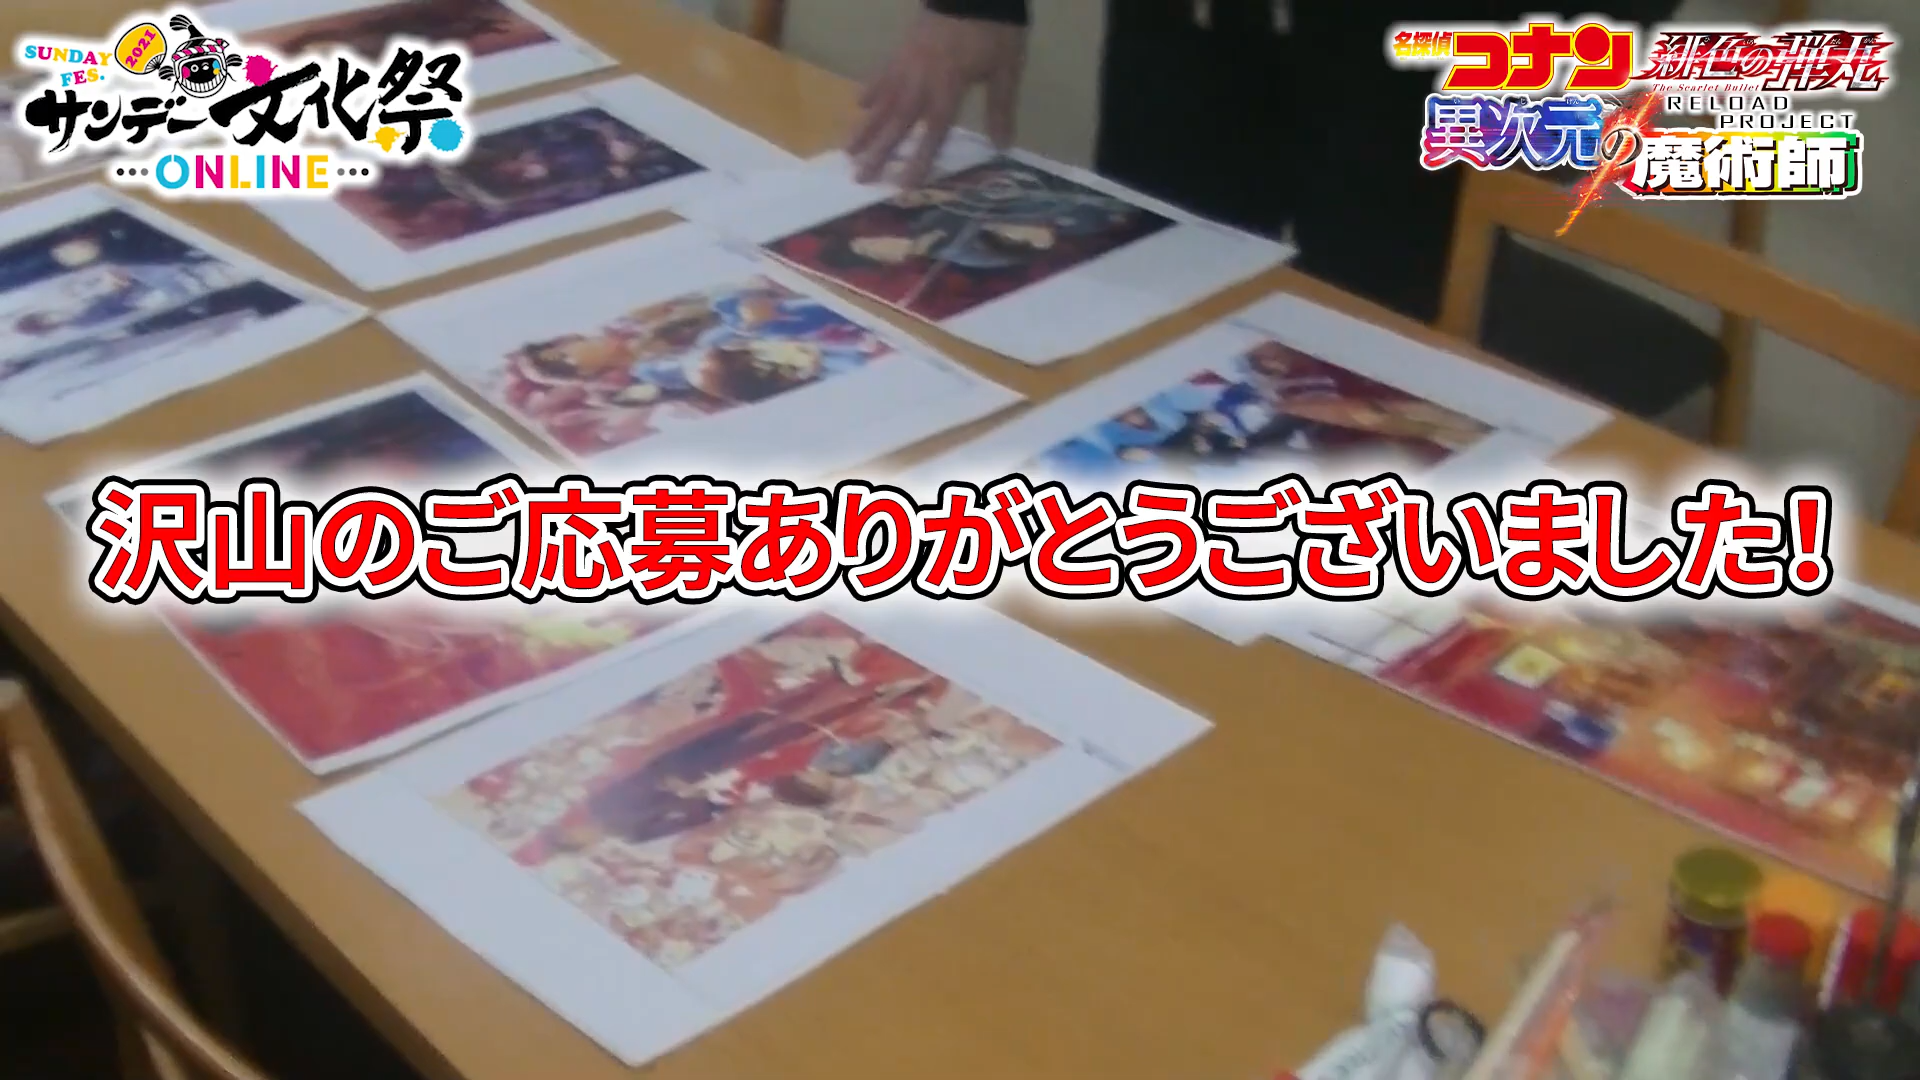 SUNDAY
FES.
2021
サンデー文化祭
…ONLINE…
名探偵コナン 緋色の弾丸
The Scarlet Bullet
RELOAD
PROJECT
異次元の魔術師
沢山のご応募ありがとうございました!